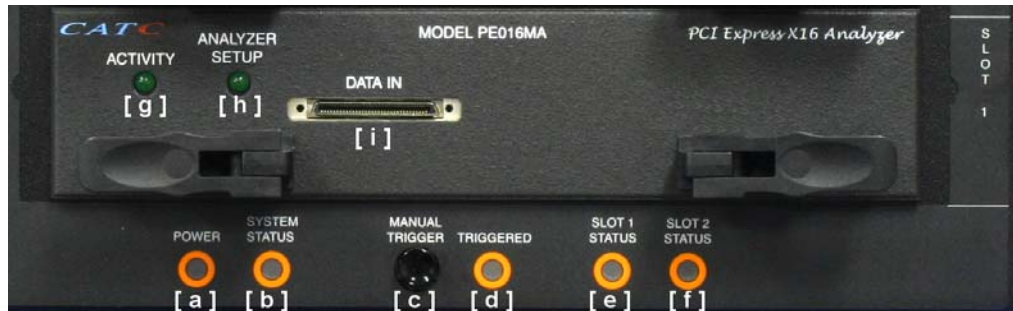 CATC
MODEL PE016MA
PCI Express X16 Analyzer
ACTIVITY
ANALYZER
SETUP
DATA IN
[g]
[h]
[i]
SLOT 1
POWER
SYSTEM
STATUS
MANUAL
TRIGGER
TRIGGERED
SLOT 1
STATUS
SLOT 2
STATUS
[a]
[b]
[c]
[d]
[e]
[f]